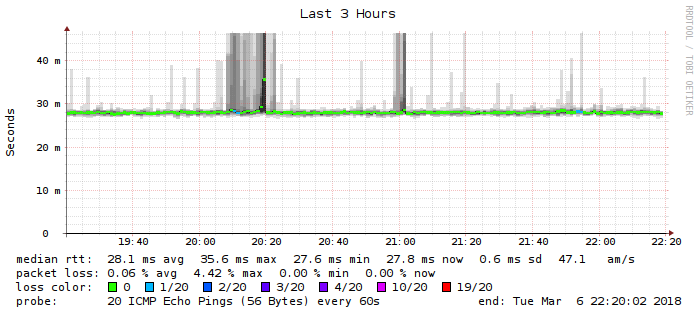 Last 3 Hours
RRDTOOL / TOBI OETIKER
Seconds
40 m
30 m
20 m
10 m
0
19:40 20:00 20:20 20:40 21:00 21:20 21:40 22:00 22:20
median rtt: 28.1 ms avg 35.6 ms max 27.6 ms min 27.8 ms now 0.6 ms sd 47.1 am/s
packet loss: 0.06 % avg 4.42 % max 0.00 % min 0.00 % now
loss color: 0 1/20 2/20 3/20 4/20 10/20 19/20
probe: 20 ICMP Echo Pings (56 Bytes) every 60s end: Tue Mar 6 22:20:02 2018